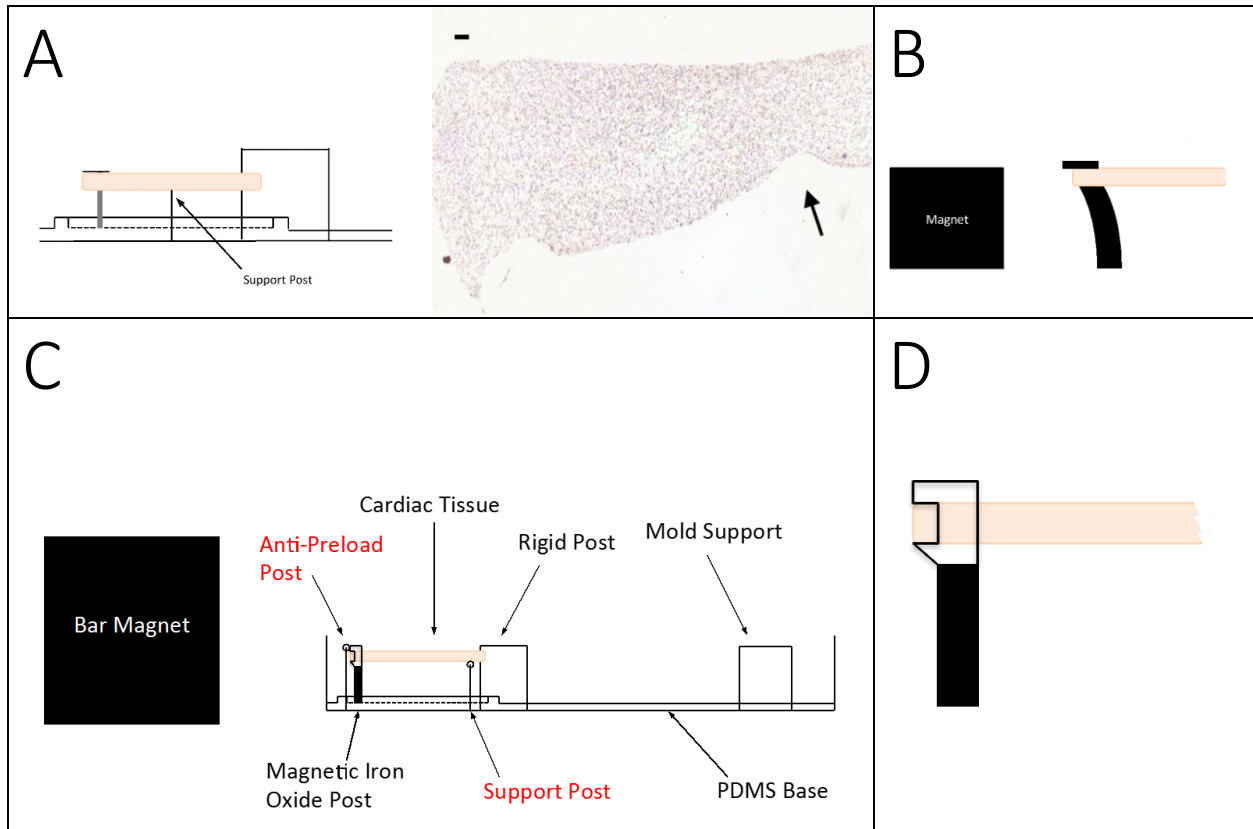 A
Support Post
B
Magnet
C
Bar Magnet
Anti-Preload
Post
Cardiac Tissue
Rigid Post
Mold Support
Magnetic Iron
Oxide Post
Support Post
PDMS Base
D